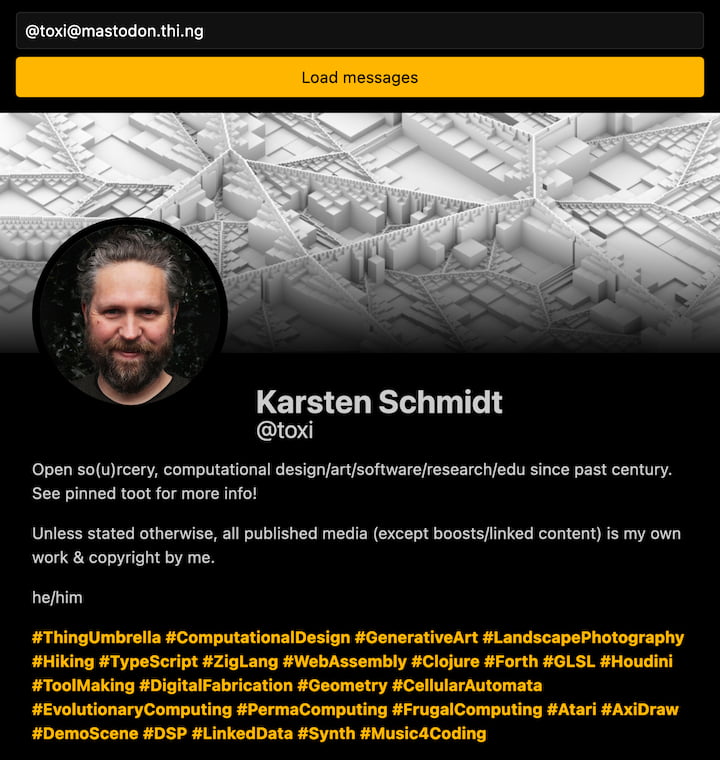 @toxi@mastodon.thi.ng
Load messages
Karsten Schmidt
@toxi
Open so(u)rcery, computational design/art/software/research/edu since past century.
See pinned toot for more info!
Unless stated otherwise, all published media (except boosts/linked content) is my own
work & copyright by me.
he/him
#ThingUmbrella #ComputationalDesign #GenerativeArt #LandscapePhotography
#Hiking #TypeScript #ZigLang #WebAssembly #Clojure #Forth #GLSL #Houdini
#ToolMaking #DigitalFabrication #Geometry #CellularAutomata
#EvolutionaryComputing #PermaComputing #FrugalComputing #Atari #AxiDraw
#DemoScene #DSP #LinkedData #Synth #Music4Coding